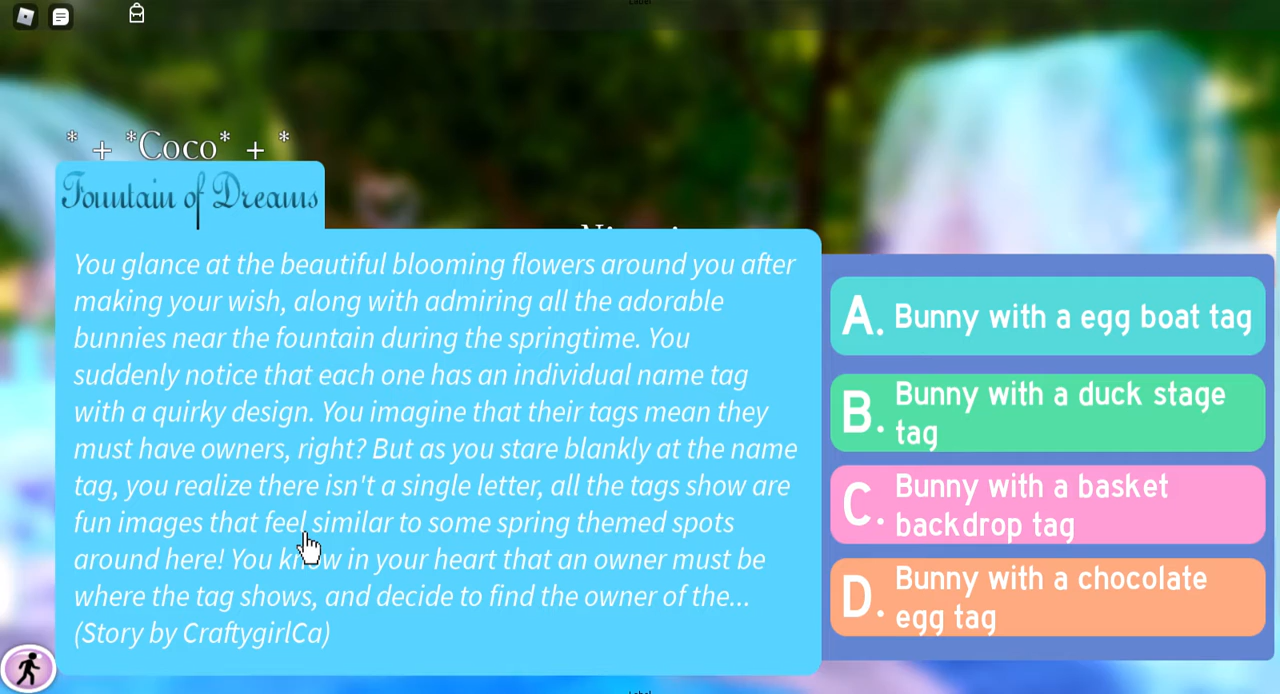 Label
* + *Coco* + *
Fountain of Dreams
You glance at the beautiful blooming flowers around you after
making your wish, along with admiring all the adorable
bunnies near the fountain during the springtime. You
suddenly notice that each one has an individual name tag
with a quirky design. You imagine that their tags mean they
must have owners, right? But as you stare blankly at the name
tag, you realize there isn't a single letter, all the tags show are
fun images that feel similar to some spring themed spots
around here! You know in your heart that an owner must be
where the tag shows, and decide to find the owner of the...
(Story by CraftygirlCa)
A. Bunny with a egg boat tag
B. Bunny with a duck stage
tag
C. Bunny with a basket
backdrop tag
D. Bunny with a chocolate
egg tag